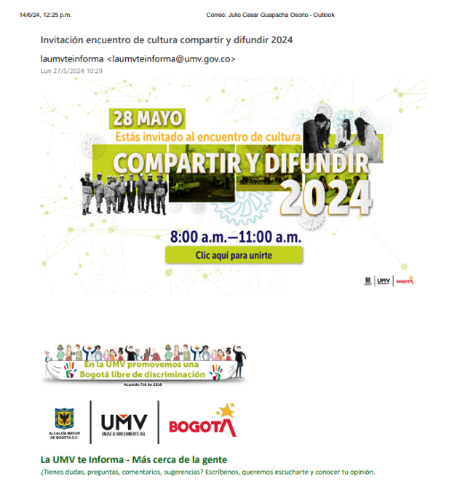 14/6/24, 12:25 p.m. Correo: Julio Cesar Guapacha Osorio - Outlook
Invitación encuentro de cultura compartir y difundir 2024
laumvteinforma <laumvteinforma@umv.gov.co>
Lun 27/5/2024 10:29
28 MAYO
Estás invitado al encuentro de cultura
COMPARTIR Y DIFUNDIR
2024
8:00 a.m.—11:00 a.m.
Clic aquí para unirte
UMV BOGOTÁ
En la UMV promovemos una
Bogotá libre de discriminación
ALCALDÍA MAYOR
DE BOGOTÁ D.C.
UMV
BOGOTÁ
La UMV te Informa - Más cerca de la gente
¿Tienes dudas, preguntas, comentarios, sugerencias? Escríbenos, queremos escucharte y conocer tu opinión.